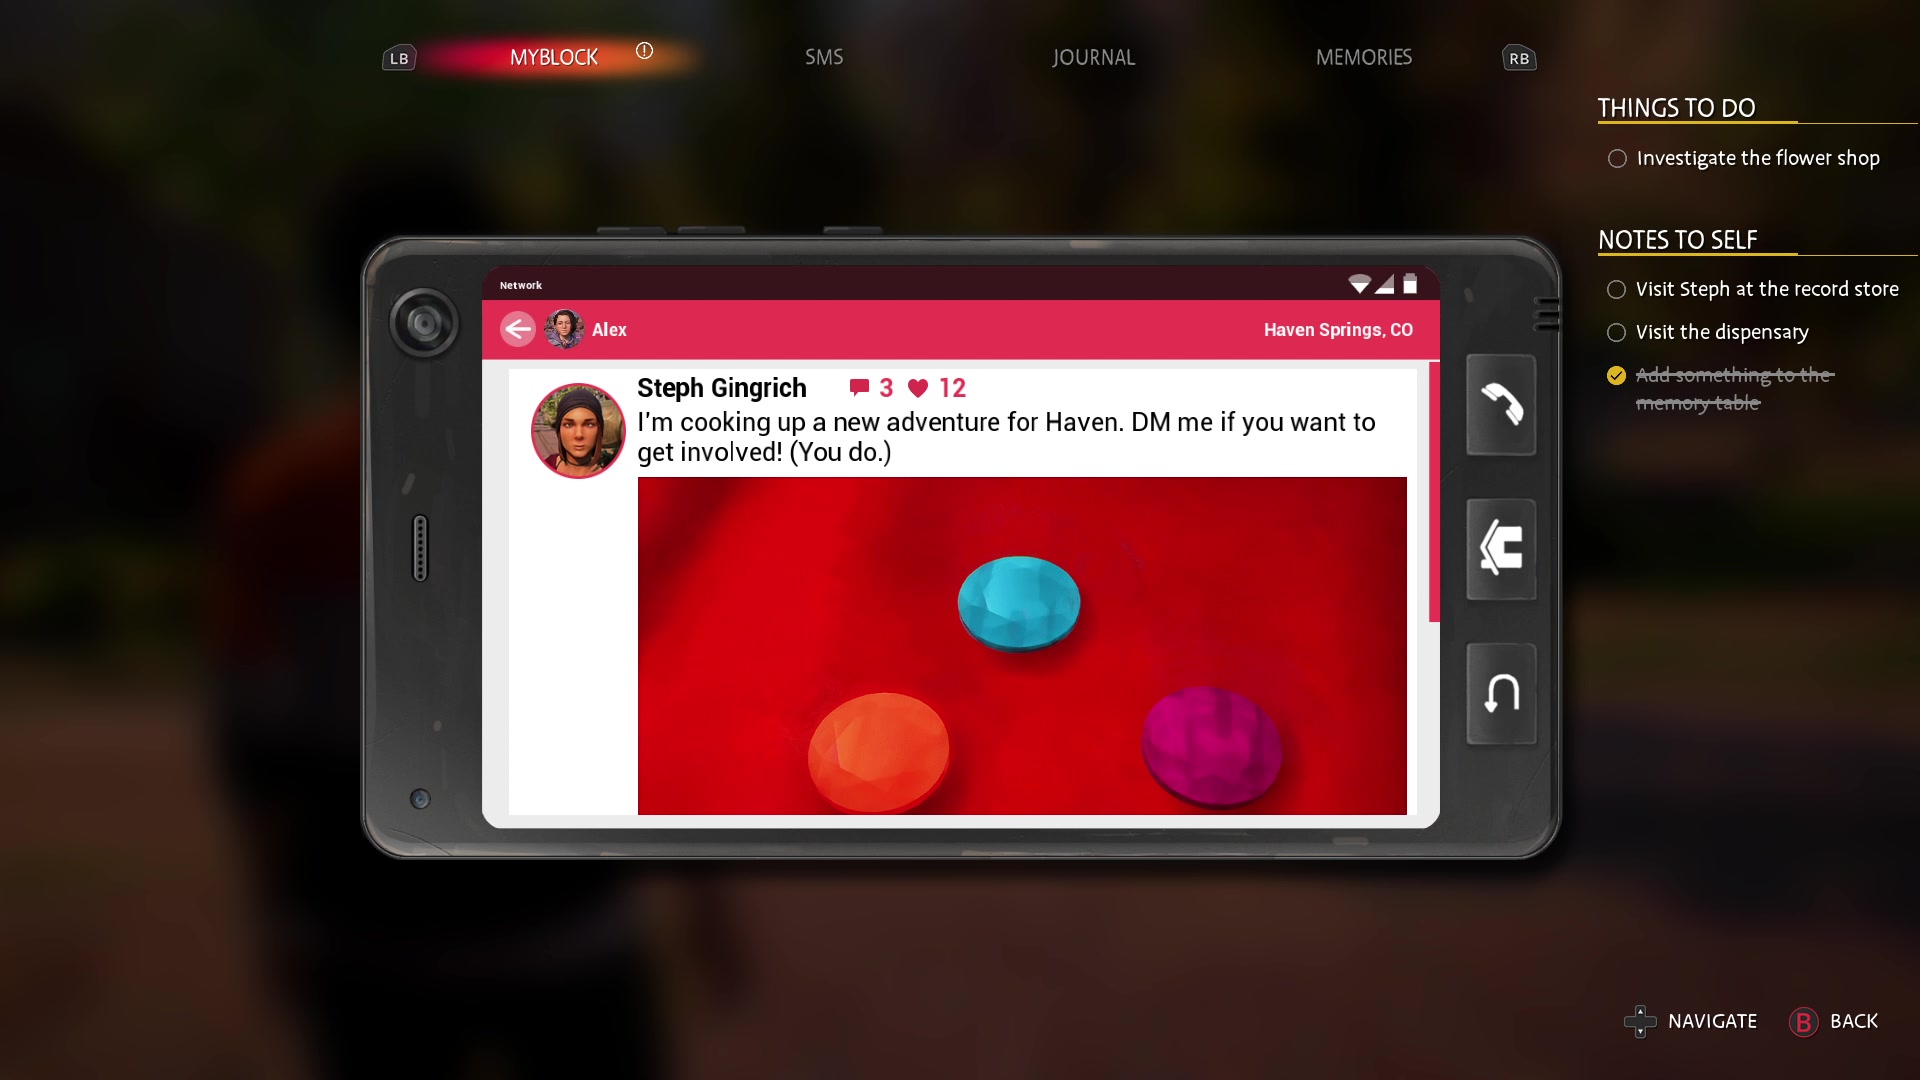 LB
MYBLOCK
SMS
JOURNAL
MEMORIES
RB
THINGS TO DO
Investigate the flower shop
NOTES TO SELF
Visit Steph at the record store
Visit the dispensary
Add something to the
memory table
Network
Alex
Haven Springs, CO
Steph Gingrich 3 12
I'm cooking up a new adventure for Haven. DM me if you want to
get involved! (You do.)
NAVIGATE
B BACK